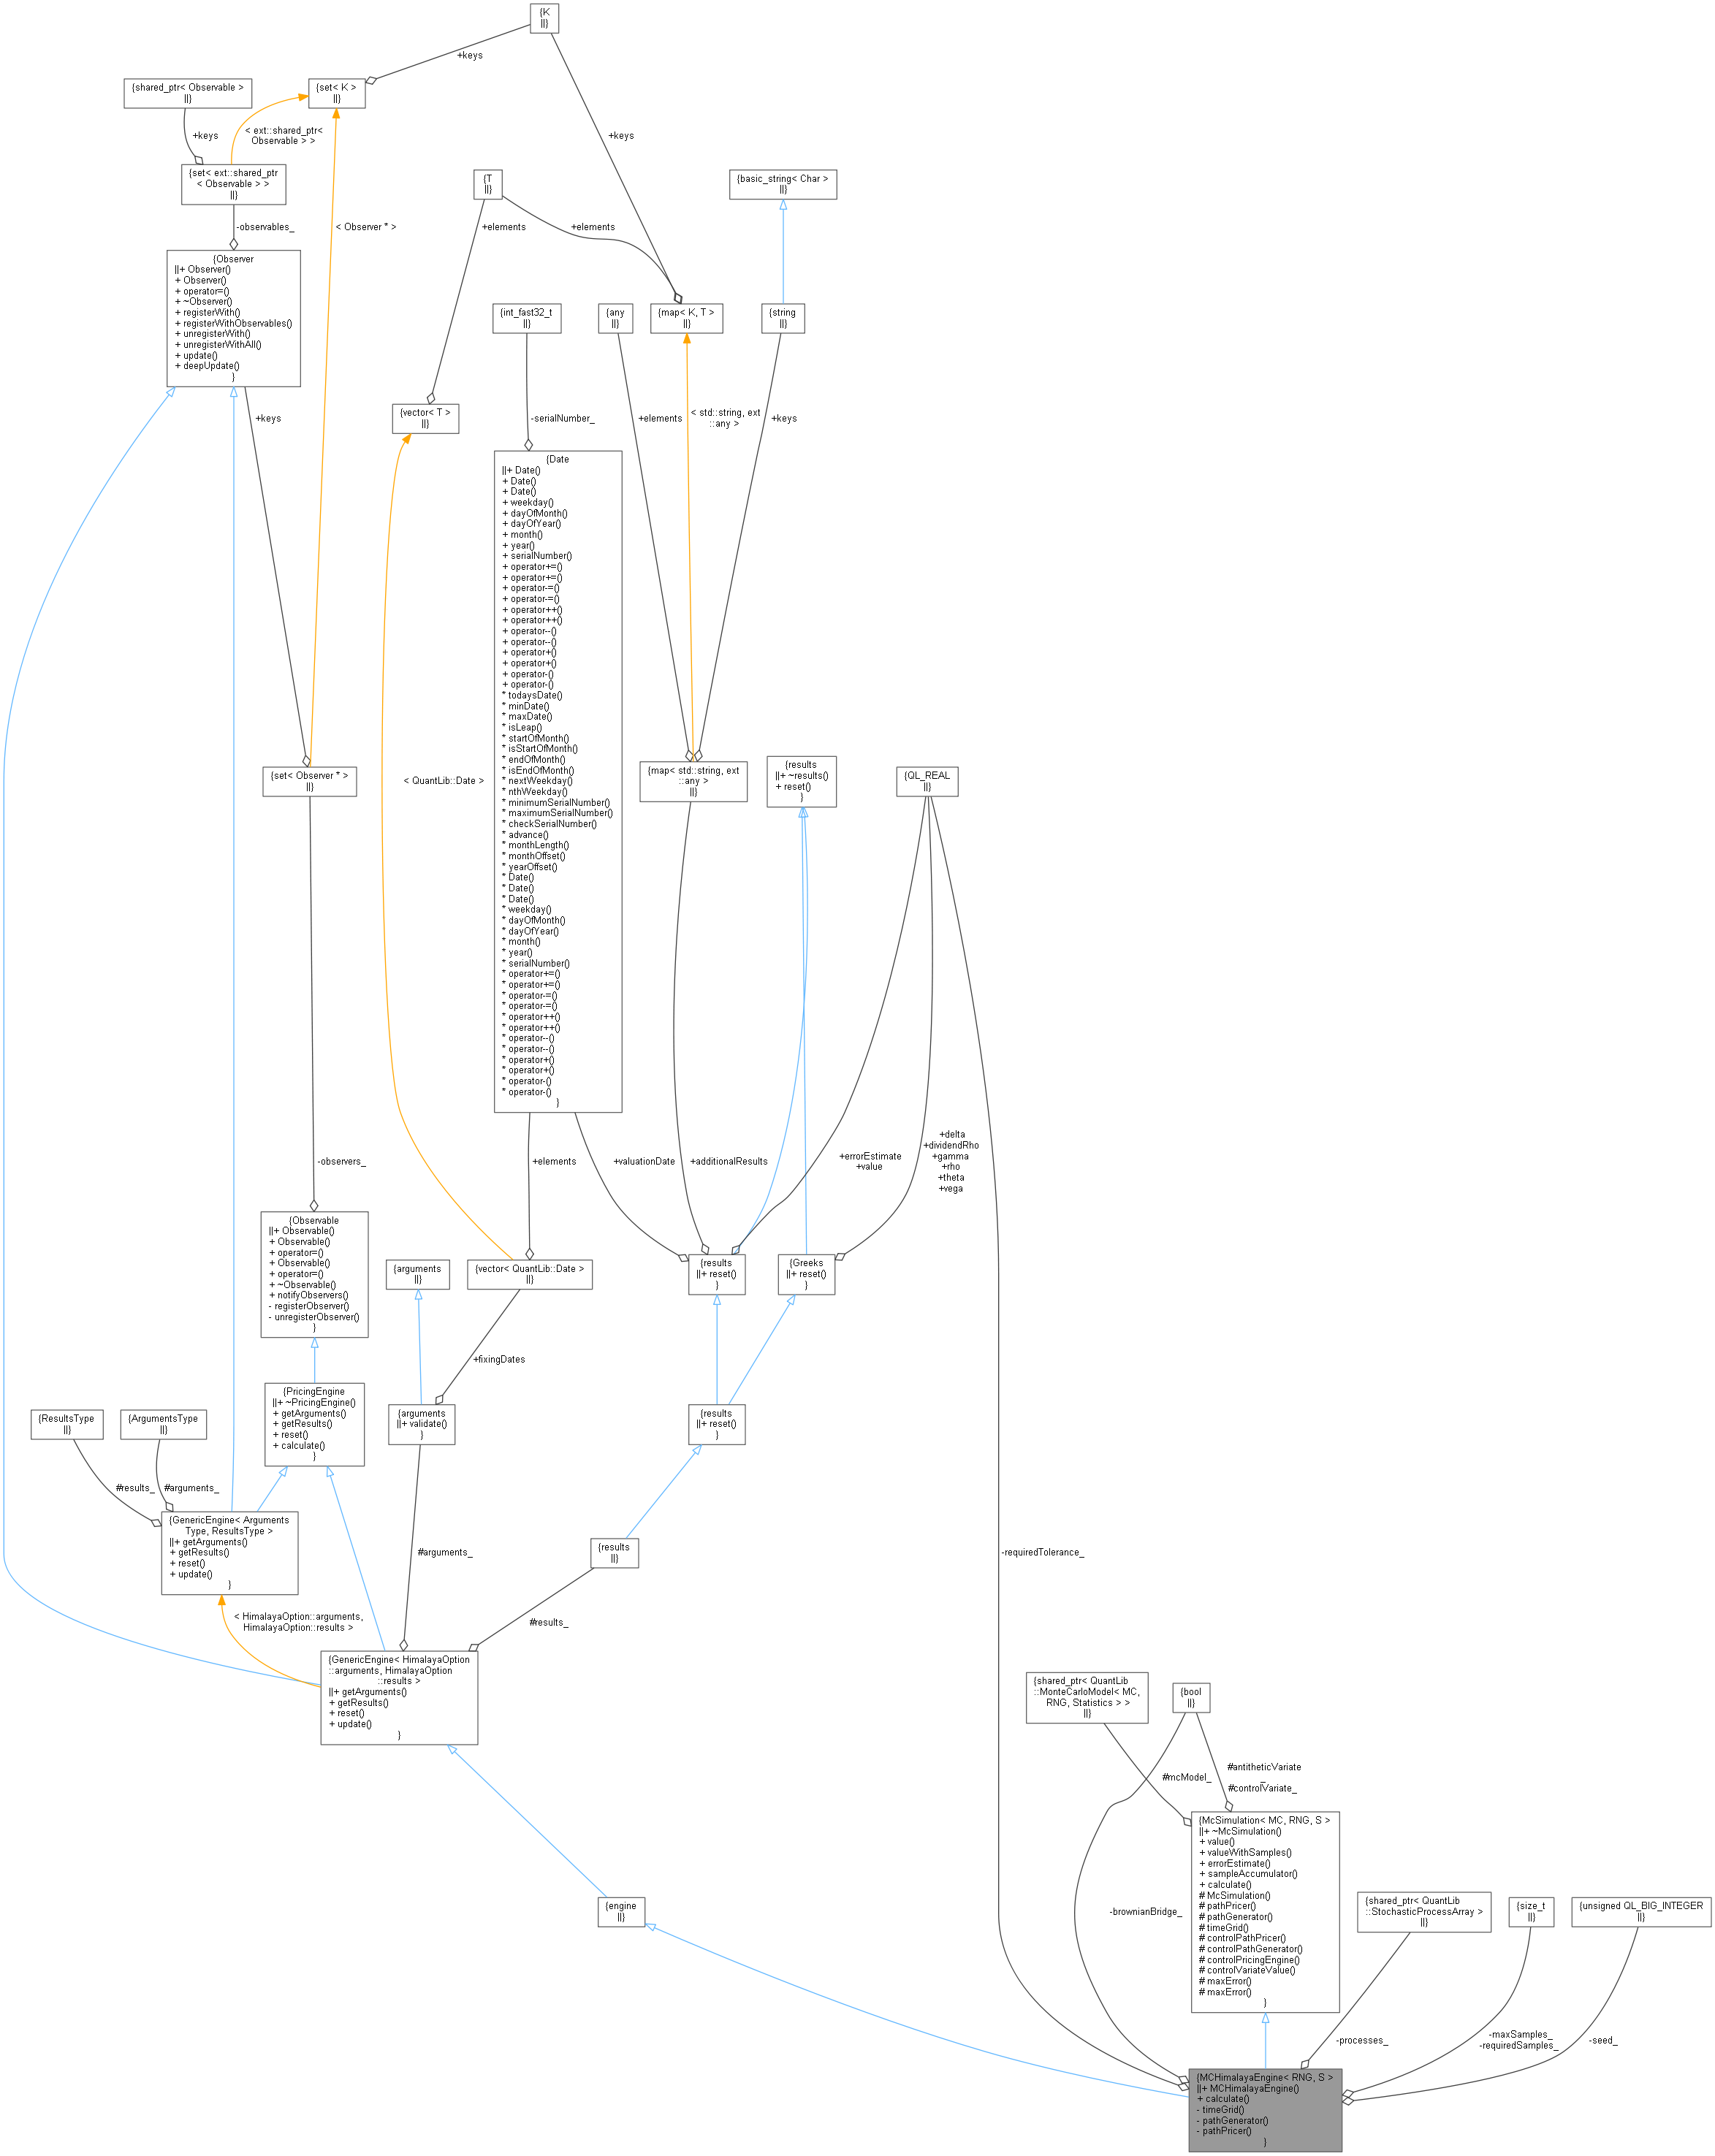 {K
||}
+keys
{shared_ptr< Observable >
||}
{set< K >
||}
+keys
< ext::shared_ptr<
Observable > >
+keys
{set< ext::shared_ptr
< Observable > >
||}
{T
||}
{basic_string< Char >
||}
-observables_
< Observer * >
+elements
+elements
{Observer
||+ Observer()
+ Observer()
+ operator=()
+ ~Observer()
+ registerWith()
+ registerWithObservables()
+ unregisterWith()
+ unregisterWithAll()
+ update()
+ deepUpdate()
}
{int_fast32_t
||}
{any
||}
{map< K, T >
||}
{string
||}
+keys
{vector< T >
||}
-serialNumber_
+elements
< std::string, ext
::any >
+keys
{Date
||+ Date()
+ Date()
+ Date()
+ weekday()
+ dayOfMonth()
+ dayOfYear()
+ month()
+ year()
+ serialNumber()
+ operator+=()
+ operator+=()
+ operator-=()
+ operator-=()
+ operator++()
+ operator++()
+ operator--()
+ operator--()
+ operator+()
+ operator+()
+ operator-()
+ operator-()
* todaysDate()
* minDate()
* maxDate()
* isLeap()
* startOfMonth()
* isStartOfMonth()
* endOfMonth()
* isEndOfMonth()
* nextWeekday()
* nthWeekday()
* minimumSerialNumber()
* maximumSerialNumber()
* checkSerialNumber()
* advance()
* monthLength()
* monthOffset()
* yearOffset()
* Date()
* Date()
* Date()
* weekday()
* dayOfMonth()
* dayOfYear()
* month()
* year()
* serialNumber()
* operator+=()
* operator+=()
* operator-=()
* operator-=()
* operator++()
* operator++()
* operator--()
* operator--()
* operator+()
* operator+()
* operator-()
* operator-()
}
{set< Observer * >
||}
< QuantLib::Date >
{map< std::string, ext
::any >
||}
{results
||+ ~results()
+ reset()
}
{QL_REAL
||}
-observers_
+elements
+valuationDate
+additionalResults
+errorEstimate
+value
+delta
+dividendRho
+gamma
+rho
+theta
+vega
{Observable
||+ Observable()
+ Observable()
+ operator=()
+ Observable()
+ operator=()
+ ~Observable()
+ notifyObservers()
- registerObserver()
- unregisterObserver()
}
{arguments
||}
{vector< QuantLib::Date >
||}
{results
||+ reset()
}
{Greeks
||+ reset()
}
+fixingDates
{PricingEngine
||+ ~PricingEngine()
+ getArguments()
+ getResults()
+ reset()
+ calculate()
}
{ResultsType
||}
{ArgumentsType
||}
{arguments
||+ validate()
}
{results
||+ reset()
}
#results_
#arguments_
{GenericEngine< Arguments
Type, ResultsType >
||+ getArguments()
+ getResults()
+ reset()
+ update()
}
#arguments_
{results
||}
-requiredTolerance_
< HimalayaOption::arguments,
HimalayaOption::results >
#results_
{GenericEngine< HimalayaOption
::arguments, HimalayaOption
::results >
||+ getArguments()
+ getResults()
+ reset()
+ update()
}
{shared_ptr< QuantLib
::MonteCarloModel< MC,
RNG, Statistics > >
||}
{bool
||}
#mcModel_
#antitheticVariate
_
#controlVariate_
{McSimulation< MC, RNG, S >
||+ ~McSimulation()
+ value()
+ valueWithSamples()
+ errorEstimate()
+ sampleAccumulator()
+ calculate()
# McSimulation()
# pathPricer()
# pathGenerator()
# timeGrid()
# controlPathPricer()
# controlPathGenerator()
# controlPricingEngine()
# controlVariateValue()
# maxError()
# maxError()
}
{engine
||}
-brownianBridge_
{shared_ptr< QuantLib
::StochasticProcessArray >
||}
{size_t
||}
{unsigned QL_BIG_INTEGER
||}
-processes_
-maxSamples_
-requiredSamples_
-seed_
{MCHimalayaEngine< RNG, S >
||+ MCHimalayaEngine()
+ calculate()
- timeGrid()
- pathGenerator()
- pathPricer()
}